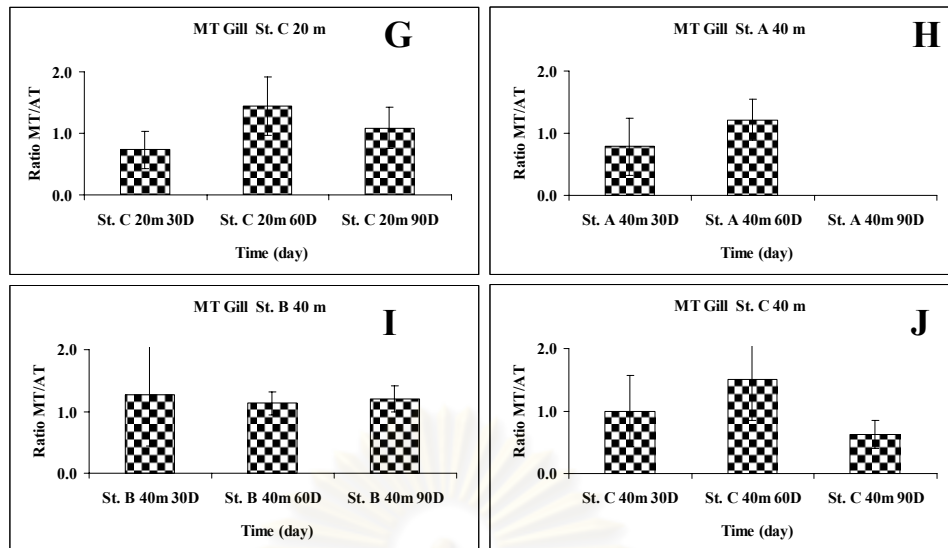 MT Gill St. C 20 m
G
Ratio MT/AT
2.0
1.0
0.0
St. C 20m 30D St. C 20m 60D St. C 20m 90D
Time (day)
MT Gill St. A 40 m
H
Ratio MT/AT
2.0
1.0
0.0
St. A 40m 30D St. A 40m 60D St. A 40m 90D
Time (day)
MT Gill St. B 40 m
I
Ratio MT/AT
2.0
1.0
0.0
St. B 40m 30D St. B 40m 60D St. B 40m 90D
Time (day)
MT Gill St. C 40 m
J
Ratio MT/AT
2.0
1.0
0.0
St. C 40m 30D St. C 40m 60D St. C 40m 90D
Time (day)